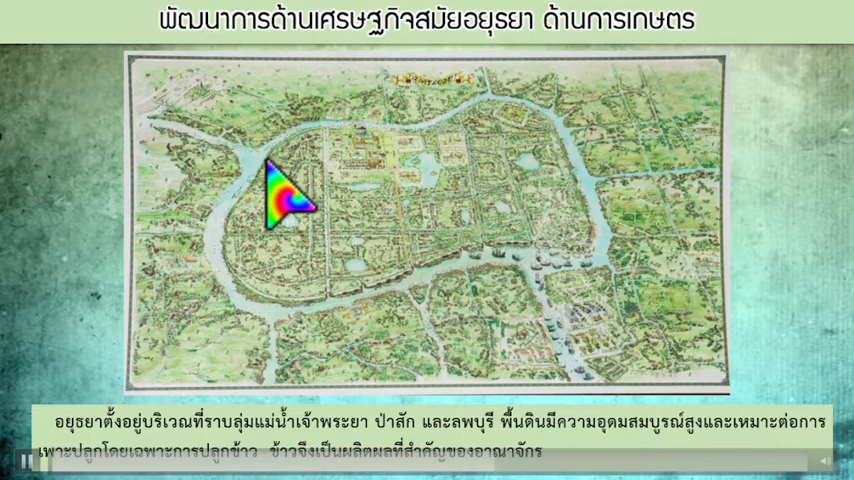 พัฒนาการด้านเศรษฐกิจสมัยอยุธยา ด้านการเกษตร
อยุธยาตั้งอยู่บริเวณที่ราบลุ่มแม่น้ำเจ้าพระยา ป่าสัก และลพบุรี พื้นดินมีความอุดมสมบูรณ์สูงและเหมาะต่อการ
เพาะปลูกโดยเฉพาะการปลูกข้าว ข้าวจึงเป็นผลิตผลที่สำคัญของอาณาจักร